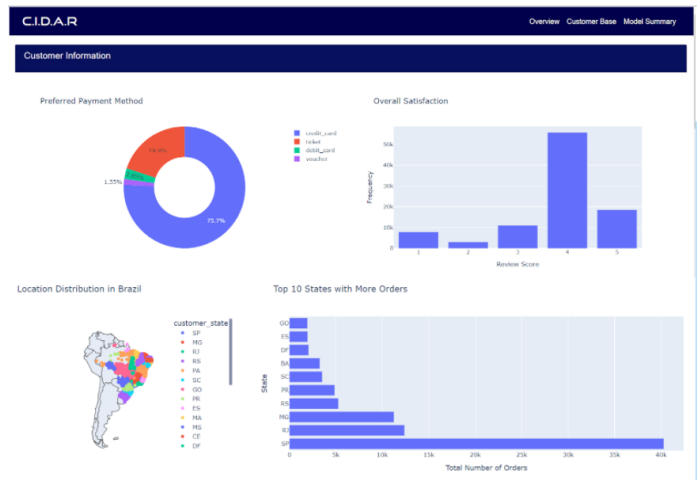 C.I.D.A.R
Overview Customer Base Model Summary
Customer Information
Preferred Payment Method
credit_card
ticket
debit_card
voucher
1.55%
75.7%
Overall Satisfaction
Frequency
50k
40k
30k
20k
10k
0
1 2 3 4 5
Review Score
Location Distribution in Brazil
customer_state
SP
MG
RJ
RS
PA
SC
GO
PR
ES
MA
MS
CE
DF
Top 10 States with More Orders
State
GO
ES
DF
BA
SC
PR
RS
MG
RJ
SP
0 5k 10k 15k 20k 25k 30k 35k 40k
Total Number of Orders